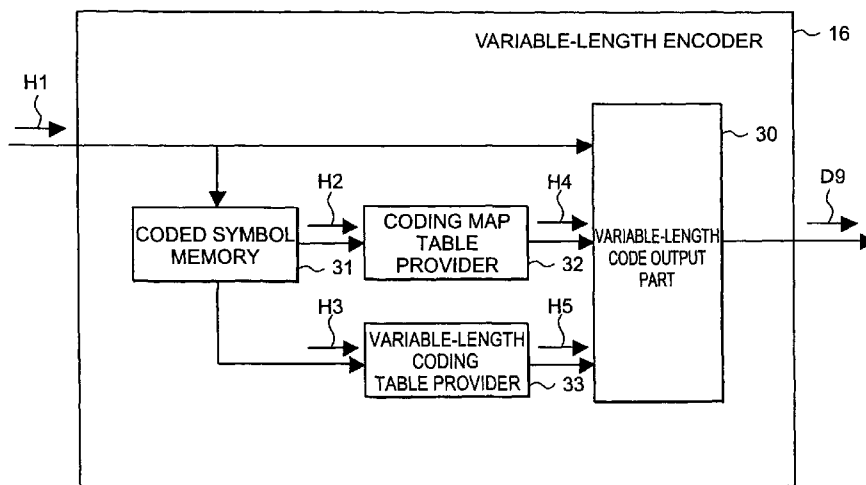 VARIABLE-LENGTH ENCODER
16
H1
30
D9
H2
H4
CODED SYMBOL
MEMORY
31
CODING MAP
TABLE
PROVIDER
32
VARIABLE-LENGTH
CODE OUTPUT
PART
H3
H5
VARIABLE-LENGTH
CODING
TABLE PROVIDER
33